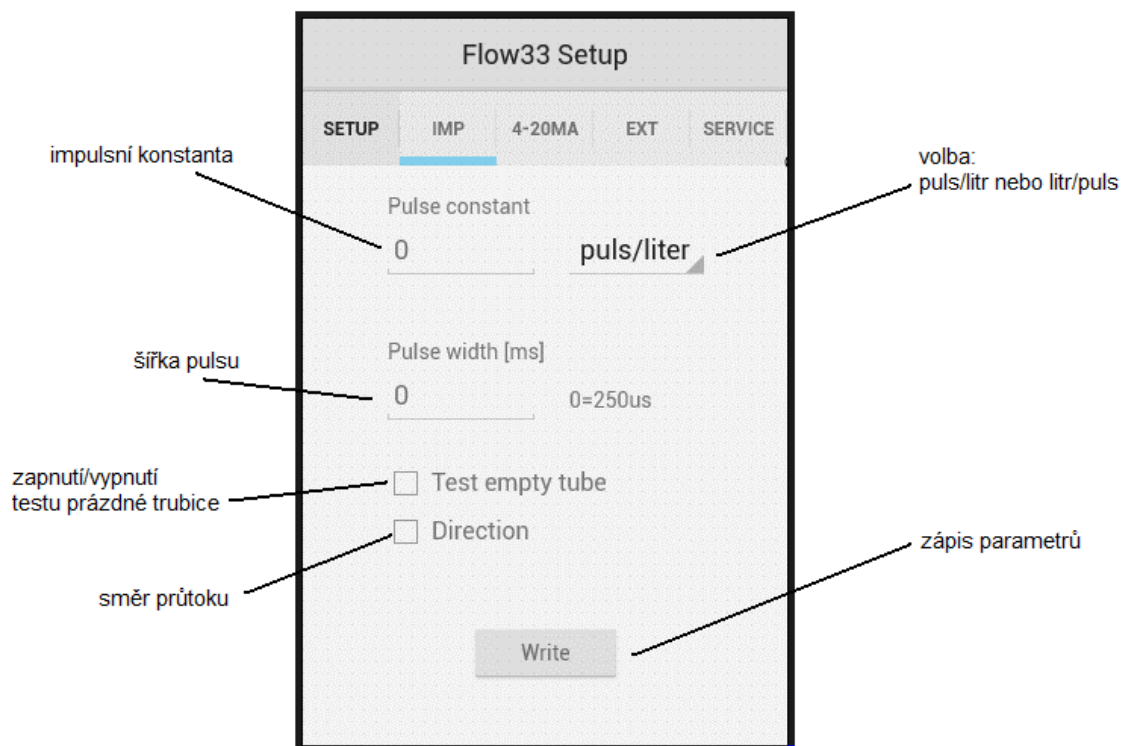 Flow33 Setup
SETUP IMP 4-20MA EXT SERVICE
impulsní konstanta
volba:
puls/litr nebo litr/puls
Pulse constant
0 puls/liter
Pulse width [ms]
šířka pulsu
0 0=250us
zapnutí/vypnutí
testu prázdné trubice
Test empty tube
Direction
zápis parametrů
směr průtoku
Write